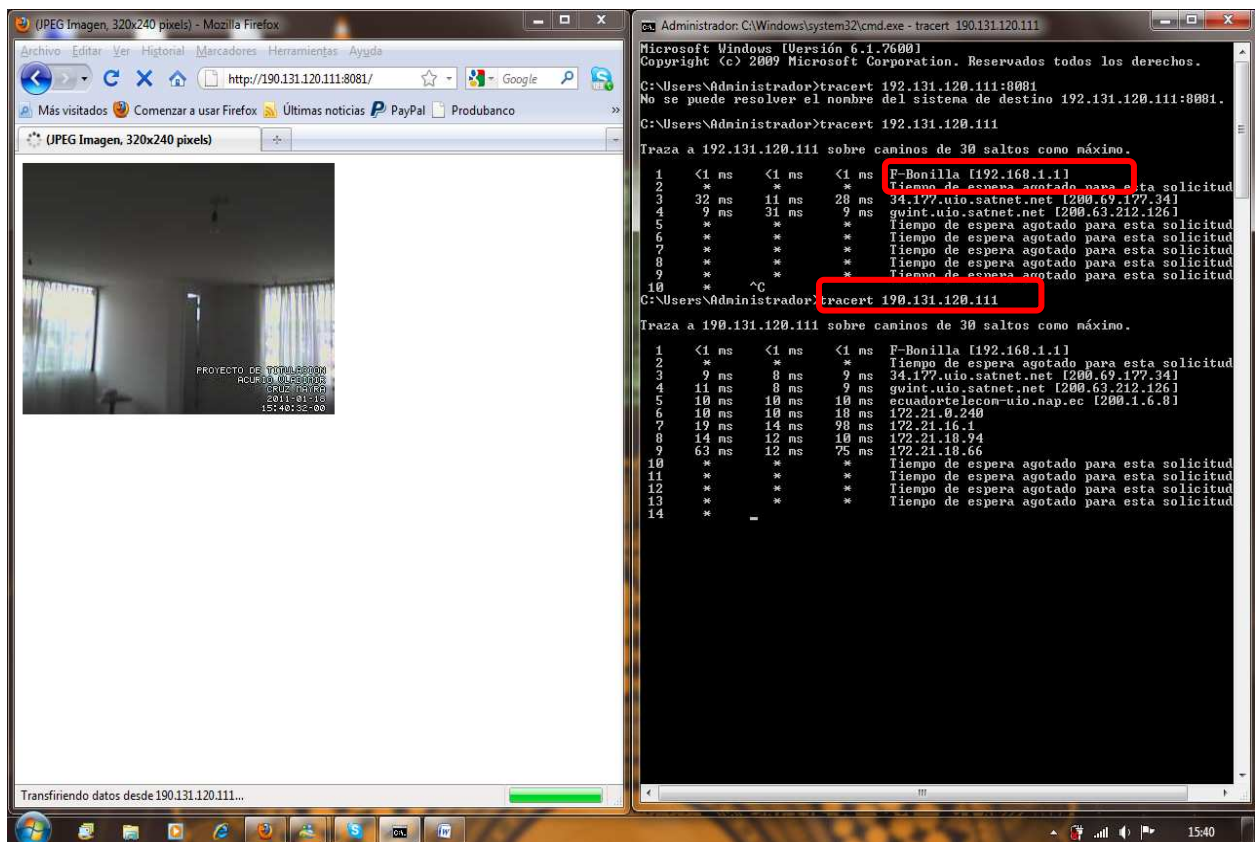 (JPEG Imagen, 320x240 pixels) - Mozilla Firefox
Archivo Editar Ver Historial Marcadores Herramientas Ayuda
http://190.131.120.111:8081/
Google
Más visitados Comenzar a usar Firefox Últimas noticias PayPal Produbanco »
(JPEG Imagen, 320x240 pixels)
PROYECTO DE TITULACION
ACURIO VLADIMIR
CRUZ MAYRA
2011-01-18
15:40:32-00
Transfiriendo datos desde 190.131.120.111...
Administrador: C:\Windows\system32\cmd.exe - tracert 190.131.120.111
Microsoft Windows [Versión 6.1.7600]
Copyright (c) 2009 Microsoft Corporation. Reservados todos los derechos.
C:\Users\Administrador>tracert 192.131.120.111:8081
No se puede resolver el nombre del sistema de destino 192.131.120.111:8081.
C:\Users\Administrador>tracert 192.131.120.111
Traza a 192.131.120.111 sobre caminos de 30 saltos como máximo.
1 <1 ms <1 ms <1 ms F-Bonilla [192.168.1.1]
2 * * * Tiempo de espera agotado para esta solicitud
3 32 ms 11 ms 28 ms 34.177.uio.satnet.net [200.69.177.34]
4 9 ms 31 ms 9 ms gwint.uio.satnet.net [200.63.212.126]
5 * * * Tiempo de espera agotado para esta solicitud
6 * * * Tiempo de espera agotado para esta solicitud
7 * * * Tiempo de espera agotado para esta solicitud
8 * * * Tiempo de espera agotado para esta solicitud
9 * * * Tiempo de espera agotado para esta solicitud
10 * ^C
C:\Users\Administrador>tracert 190.131.120.111
Traza a 190.131.120.111 sobre caminos de 30 saltos como máximo.
1 <1 ms <1 ms <1 ms F-Bonilla [192.168.1.1]
2 * * * Tiempo de espera agotado para esta solicitud
3 9 ms 8 ms 9 ms 34.177.uio.satnet.net [200.69.177.34]
4 11 ms 8 ms 9 ms gwint.uio.satnet.net [200.63.212.126]
5 10 ms 10 ms 10 ms ecuadortelecom-uio.nap.ec [200.1.6.8]
6 10 ms 10 ms 18 ms 172.21.0.240
7 19 ms 14 ms 98 ms 172.21.16.1
8 14 ms 12 ms 10 ms 172.21.18.94
9 63 ms 12 ms 75 ms 172.21.18.66
10 * * * Tiempo de espera agotado para esta solicitud
11 * * * Tiempo de espera agotado para esta solicitud
12 * * * Tiempo de espera agotado para esta solicitud
13 * * * Tiempo de espera agotado para esta solicitud
14 * _
15:40